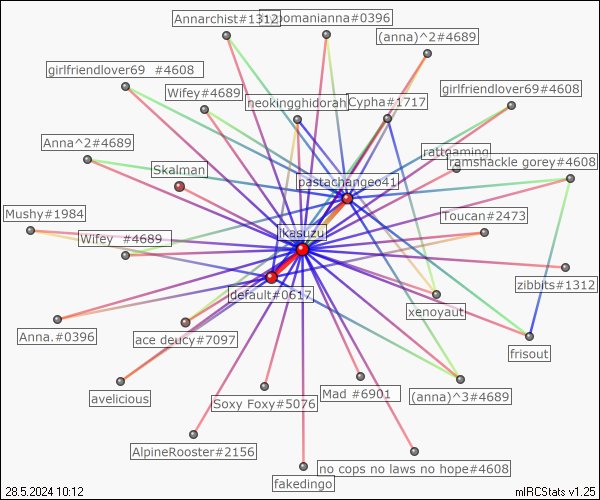 Annarchist#1312
omanianna#0396
(anna)^2#4689
girlfriendlover69 #4608
Wifey#4689
neokingghidorah
Cypha#1717
girlfriendlover69#4608
Anna^2#4689
rattgaming
Skalman
ramshackle gorey#4608
pastachangeo41
Mushy#1984
Toucan#2473
Wifey #4689
ikasuzu
default#0617
zibbits#1312
xenoyaut
Anna.#0396
ace deucy#7097
frisout
avelicious
Soxy Foxy#5076
Mad #6901
(anna)^3#4689
AlpineRooster#2156
no cops no laws no hope#4608
fakedingo
28.5.2024 10:12
mIRCStats v1.25